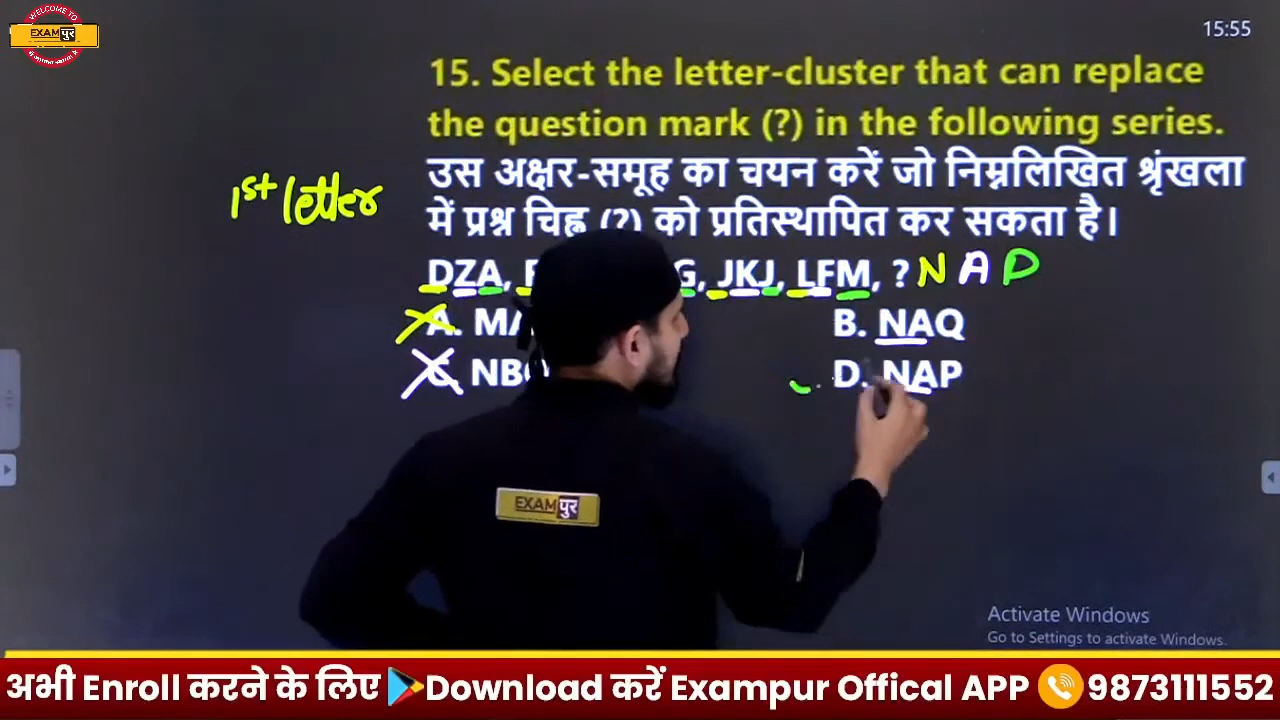 WELCOME TO
EXAMपुर
15:55
15. Select the letter-cluster that can replace
the question mark (?) in the following series.
उस अक्षर-समूह का चयन करें जो निम्नलिखित श्रृंखला
में प्रश्न चिह्न (?) को प्रतिस्थापित कर सकता है।
1st letter
DZA, G, JKJ, LFM, ? N A P
A. MA
B. NAQ
C. NB
D. NAP
EXAMपुर
Activate Windows
Go to Settings to activate Windows.
अभी Enroll करने के लिए Download करें Exampur Offical APP 9873111552